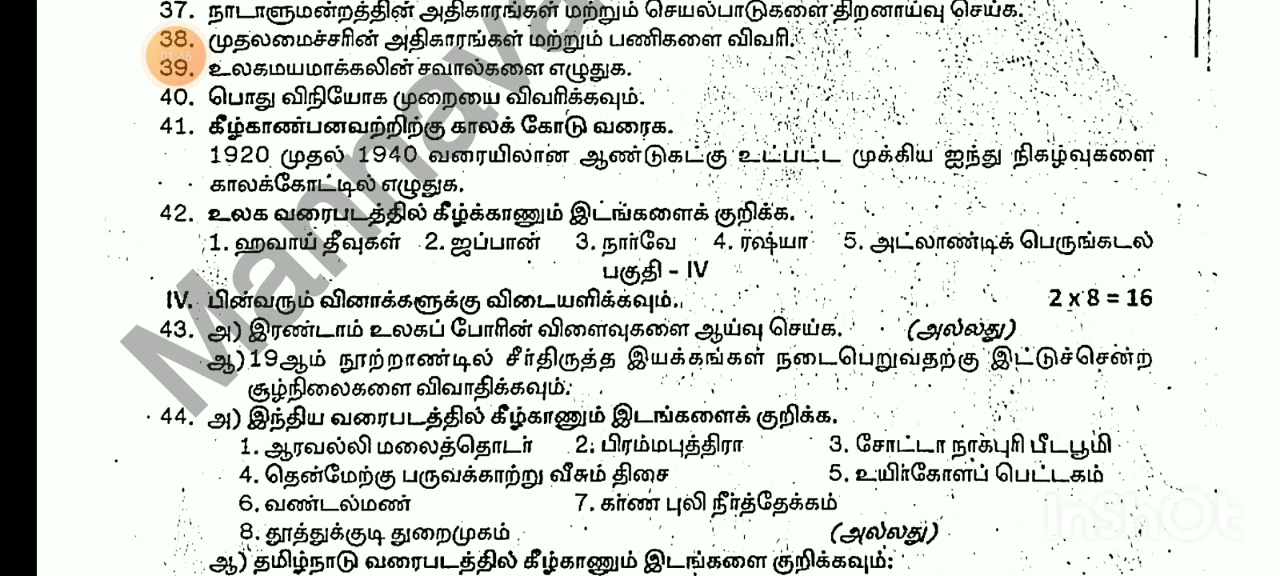 37. நாடாளுமன்றத்தின் அதிகாரங்கள் மற்றும் செயல்பாடுகளை திறனாய்வு செய்க.
38. முதலமைச்சரின் அதிகாரங்கள் மற்றும் பணிகளை விவரி.
39. உலகமயமாக்கலின் சவால்களை எழுதுக.
40. பொது விநியோக முறையை விவரிக்கவும்.
41. கீழ்காண்பனவற்றிற்கு காலக் கோடு வரைக.
1920 முதல் 1940 வரையிலான ஆண்டுகட்கு உட்பட்ட முக்கிய ஐந்து நிகழ்வுகளை
காலக்கோட்டில் எழுதுக.
42. உலக வரைபடத்தில் கீழ்க்காணும் இடங்களைக் குறிக்க.
1. ஹவாய் தீவுகள் 2. ஜப்பான் 3. நார்வே 4. ரஷ்யா 5. அட்லாண்டிக் பெருங்கடல்
பகுதி – IV
IV. பின்வரும் வினாக்களுக்கு விடையளிக்கவும். 2 x 8 = 16
43. அ) இரண்டாம் உலகப் போரின் விளைவுகளை ஆய்வு செய்க. (அல்லது)
ஆ) 19ஆம் நூற்றாண்டில் சீர்திருத்த இயக்கங்கள் நடைபெறுவதற்கு இட்டுச்சென்ற
சூழ்நிலைகளை விவாதிக்கவும்.
44. அ) இந்திய வரைபடத்தில் கீழ்காணும் இடங்களைக் குறிக்க.
1. ஆரவல்லி மலைத்தொடர் 2. பிரம்மபுத்திரா 3. சோட்டா நாக்புரி பீடபூமி
4. தென்மேற்கு பருவக்காற்று வீசும் திசை 5. உயிர்கோளப் பெட்டகம்
6. வண்டல்மண் 7. கர்ண புலி நீர்த்தேக்கம்
8. தூத்துக்குடி துறைமுகம் (அல்லது)
ஆ) தமிழ்நாடு வரைபடத்தில் கீழ்காணும் இடங்களை குறிக்கவும்:
InShOt